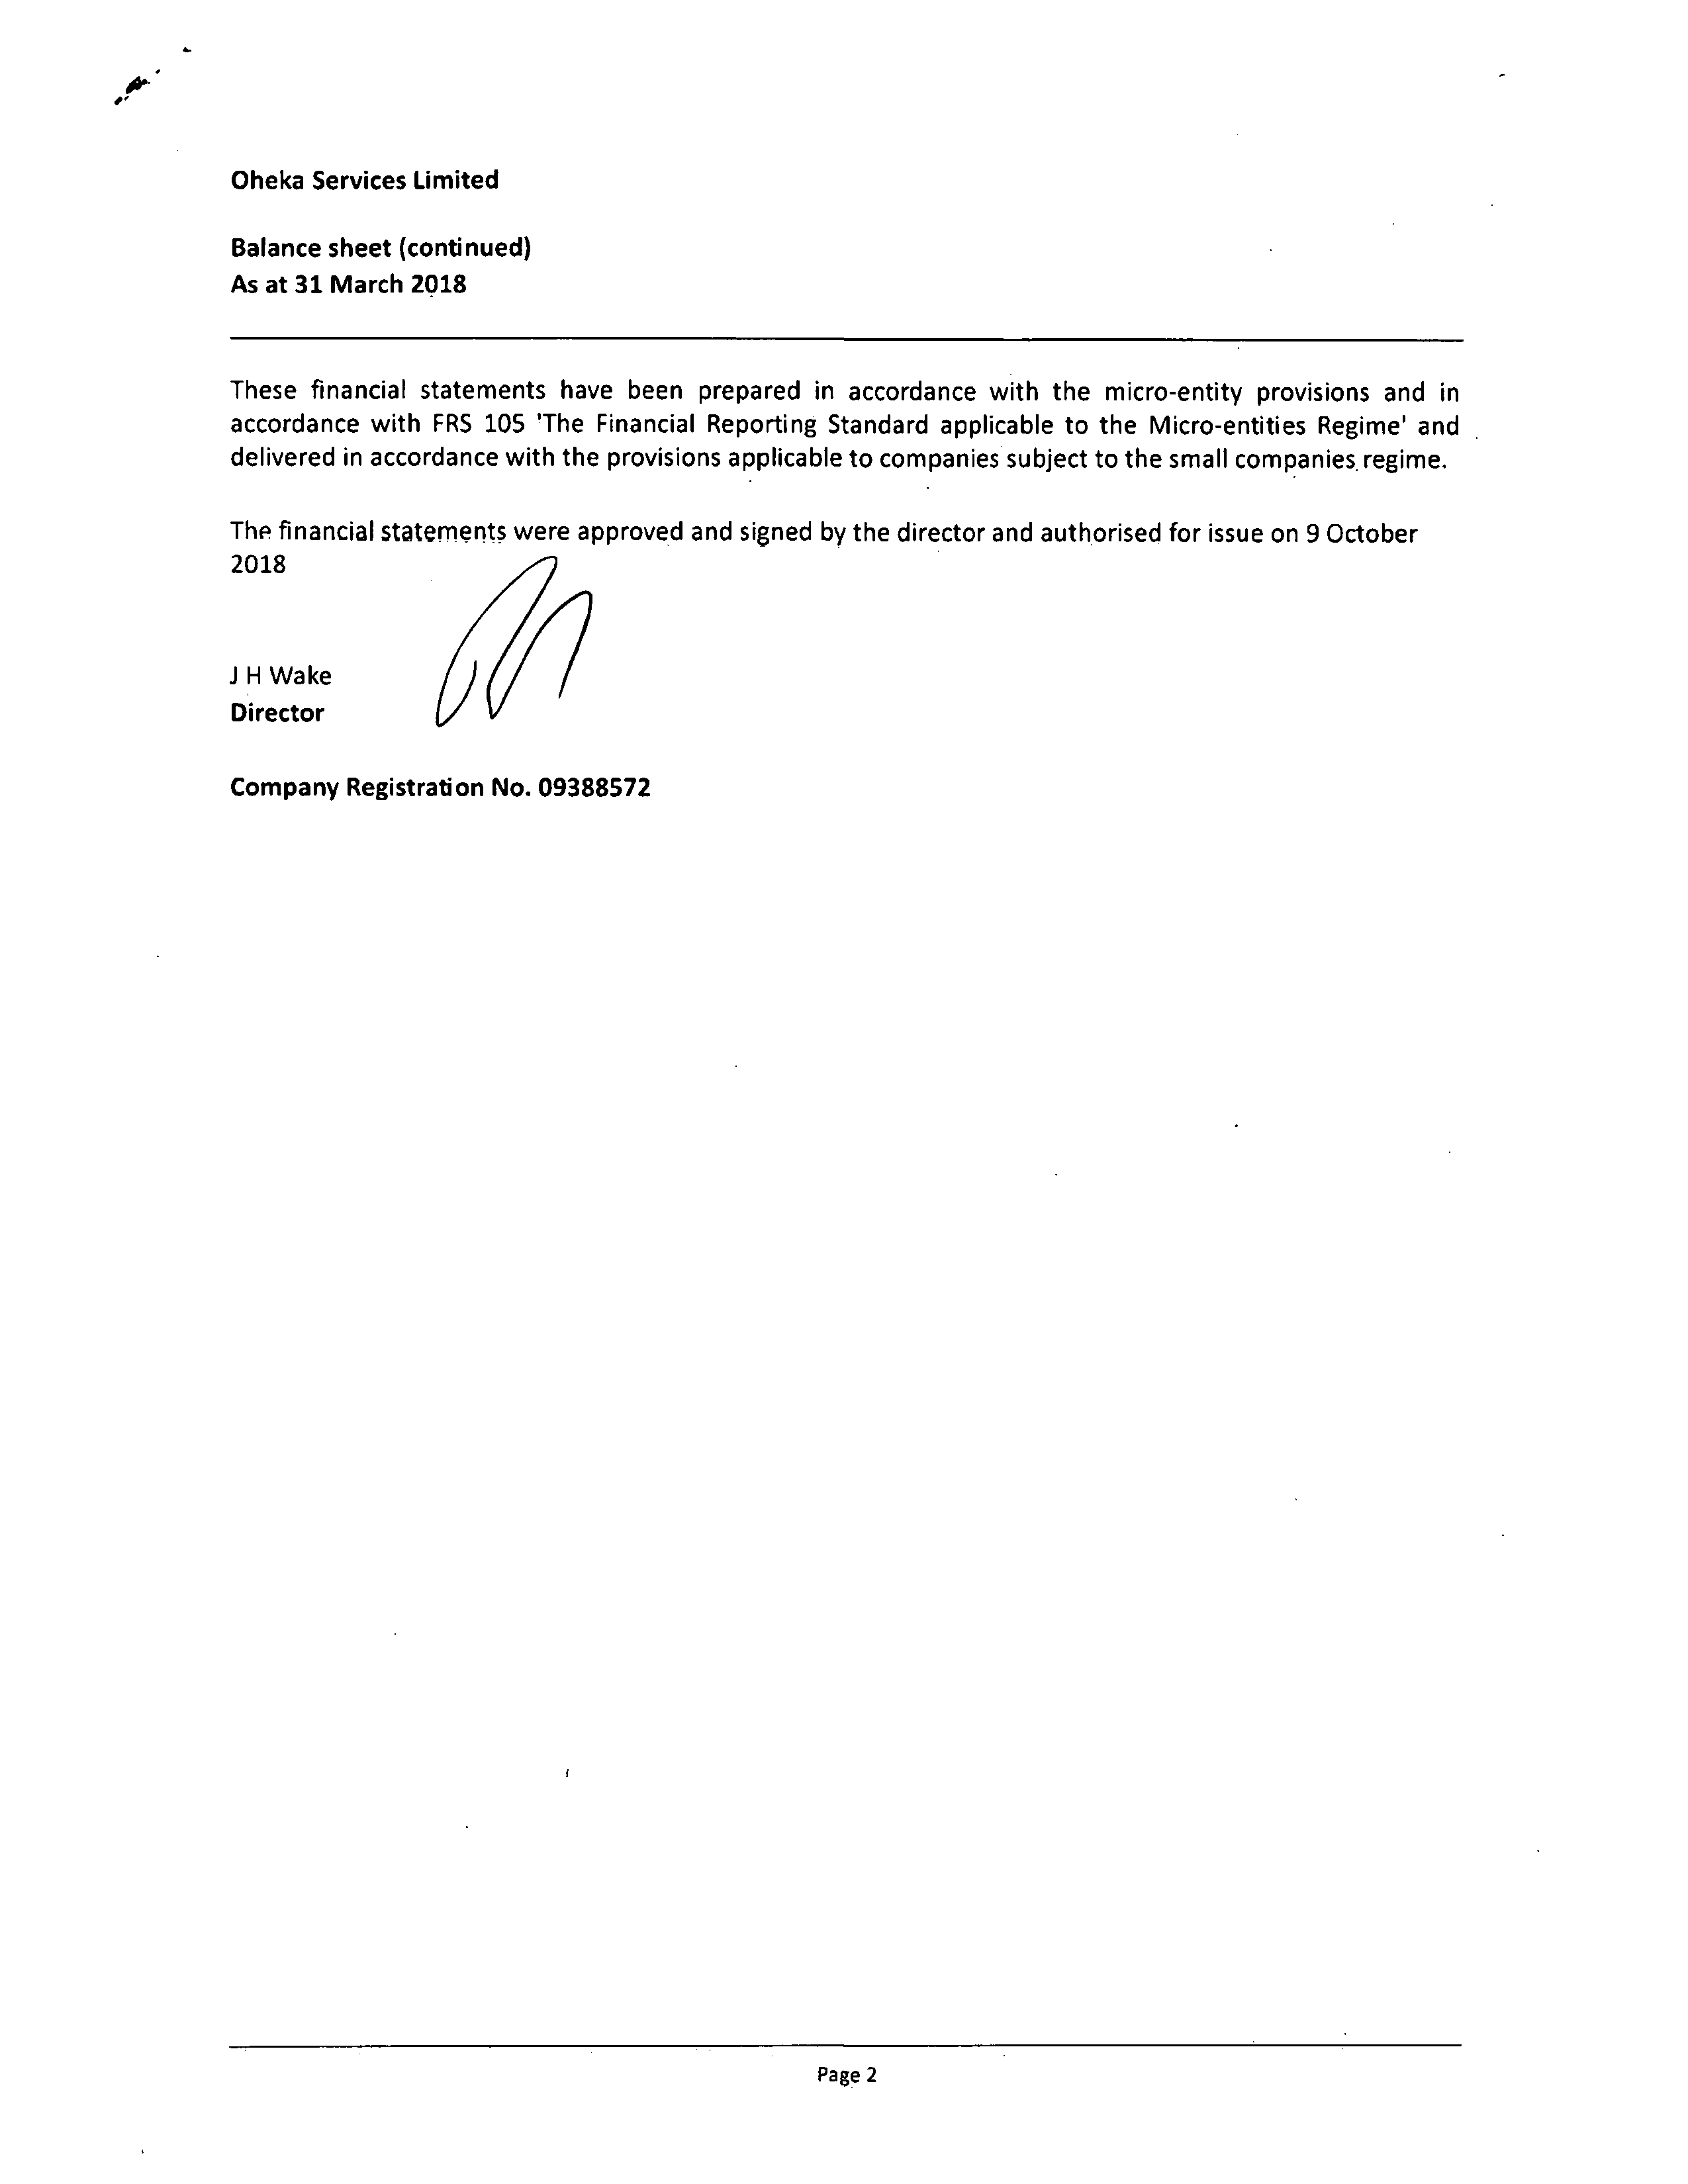 Oheka Services Limited
Balance sheet (continued)
As at 31 March 2018
These financial statements have been prepared in accordance with the micro-entity provisions and in
accordance with FRS 105 'The Financial Reporting Standard applicable to the Micro-entities Regime' and
delivered in accordance with the provisions applicable to companies subject to the small companies regime.
The financial statements were approved and signed by the director and authorised for issue on 9 October
2018
J H Wake
Director
Company Registration No. 09388572
Page 2